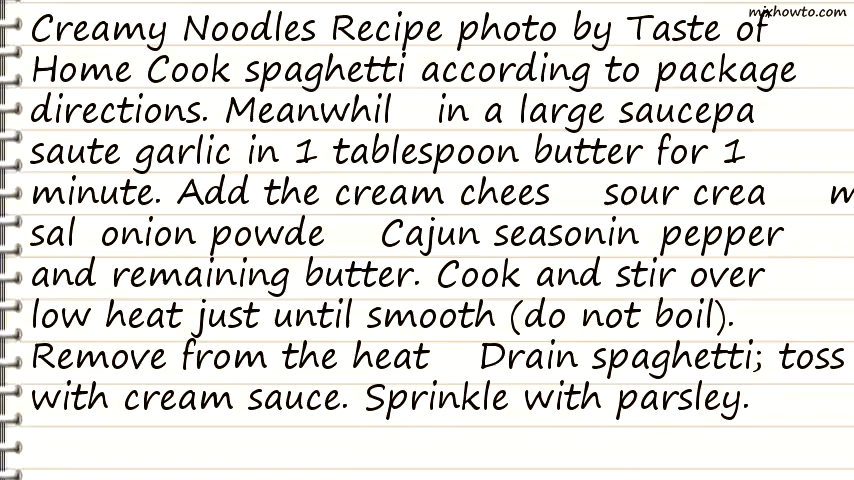 mixhowto.com
Creamy Noodles Recipe photo by Taste of
Home Cook spaghetti according to package
directions. Meanwhil in a large saucepa
saute garlic in 1 tablespoon butter for 1
minute. Add the cream chees sour crea m
sal onion powde Cajun seasonin pepper
and remaining butter. Cook and stir over
low heat just until smooth (do not boil).
Remove from the heat Drain spaghetti; toss
with cream sauce. Sprinkle with parsley.